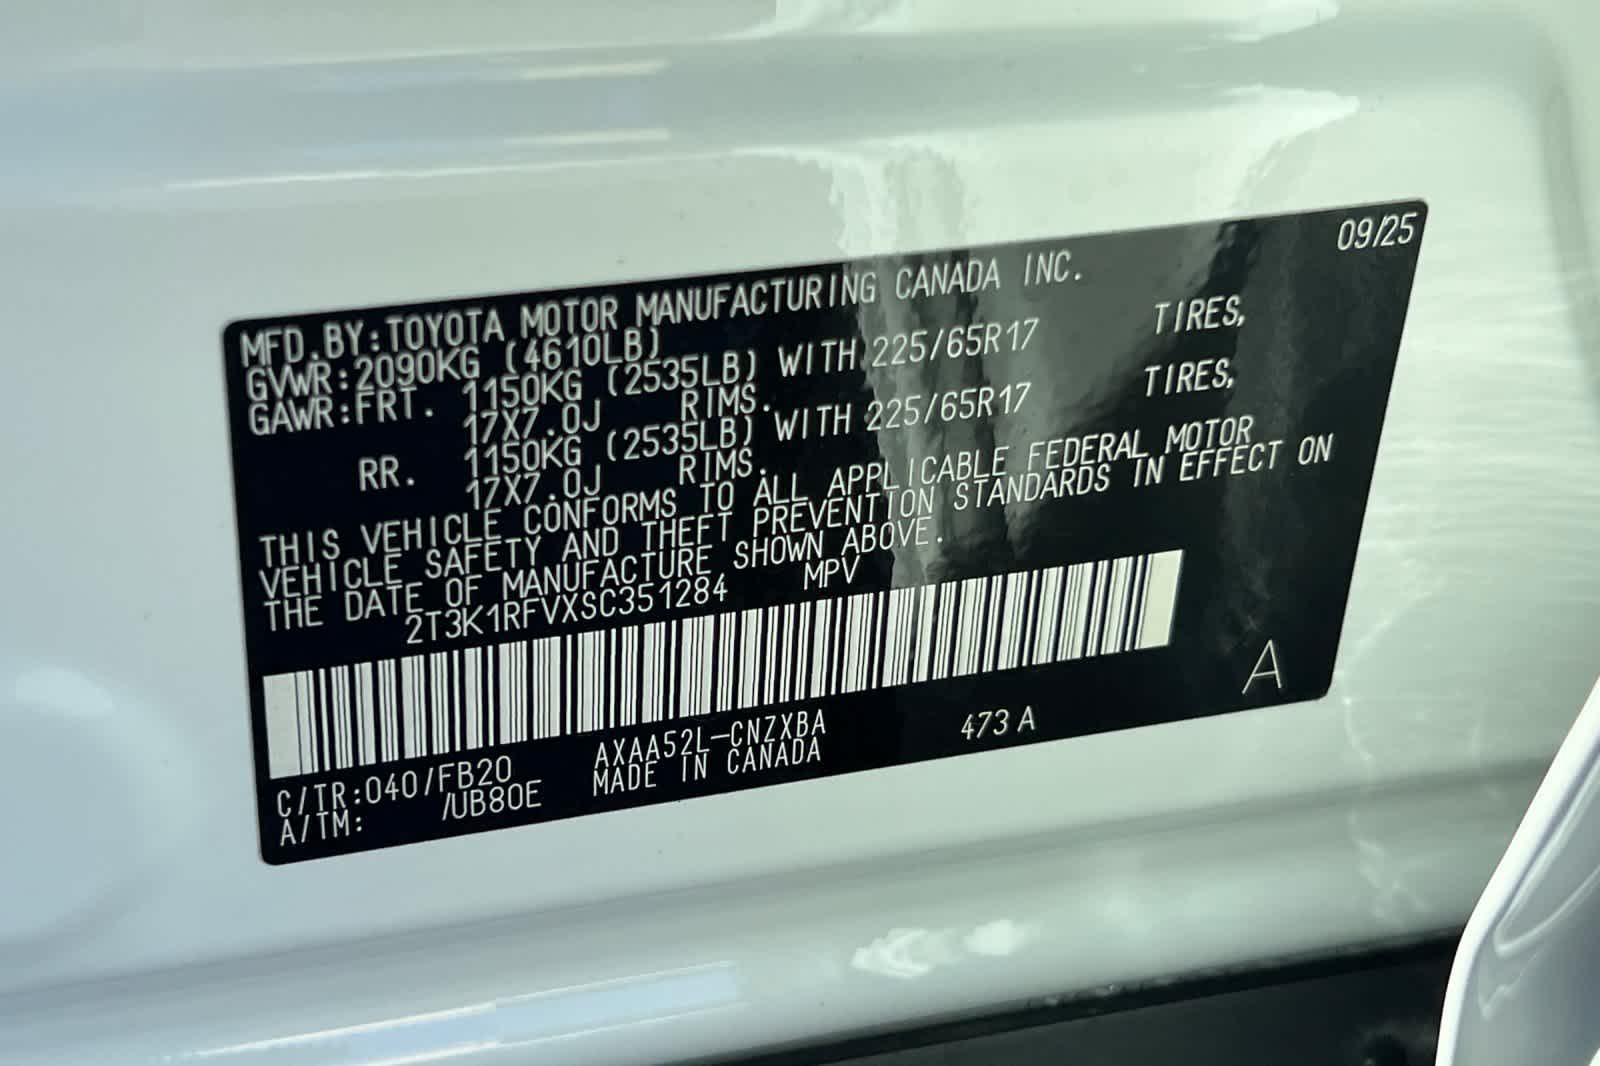 09/25
MFD.BY:TOYOTA MOTOR MANUFACTURING CANADA INC.
GVWR:2090KG (4610LB)
GAWR:FRT. 1150KG (2535LB) WITH 225/65R17 TIRES,
17X7.0J RIMS.
RR. 1150KG (2535LB) WITH 225/65R17 TIRES,
17X7.0J RIMS.
THIS VEHICLE CONFORMS TO ALL APPLICABLE FEDERAL MOTOR
VEHICLE SAFETY AND THEFT PREVENTION STANDARDS IN EFFECT ON
THE DATE OF MANUFACTURE SHOWN ABOVE.
2T3K1RFVXSC351284 MPV
A
C/TR:040/FB20 AXAA52L-CNZXBA 473A
A/TM: /UB80E MADE IN CANADA